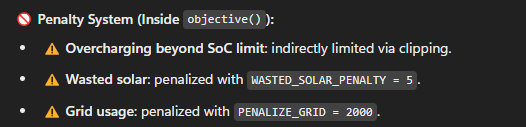 🚫 Penalty System (Inside objective()):
• ⚠️ Overcharging beyond SoC limit: indirectly limited via clipping.
• ⚠️ Wasted solar: penalized with WASTED_SOLAR_PENALTY = 5.
• ⚠️ Grid usage: penalized with PENALIZE_GRID = 2000.